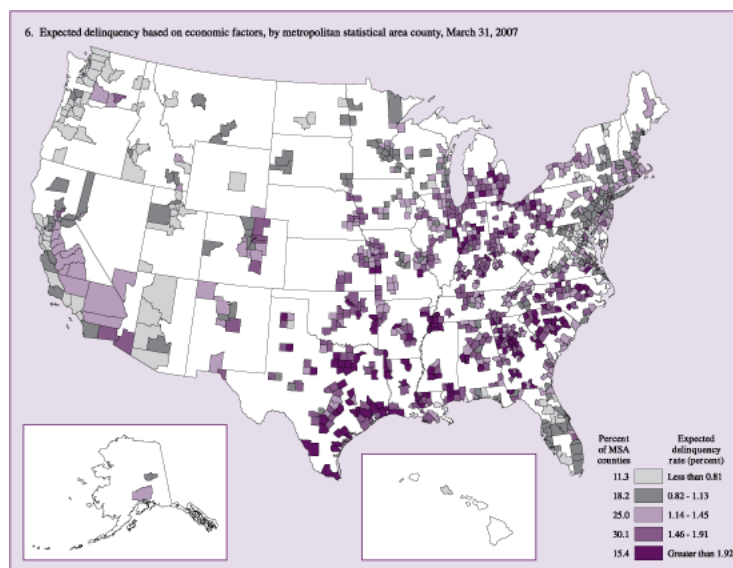 6. Expected delinquency based on economic factors, by metropolitan statistical area county, March 31, 2007
Percent
of MSA
counties
Expected
delinquency
rate (percent)
11.3 Less than 0.81
18.2 0.82 - 1.13
25.0 1.14 - 1.45
30.1 1.46 - 1.91
15.4 Greater than 1.92